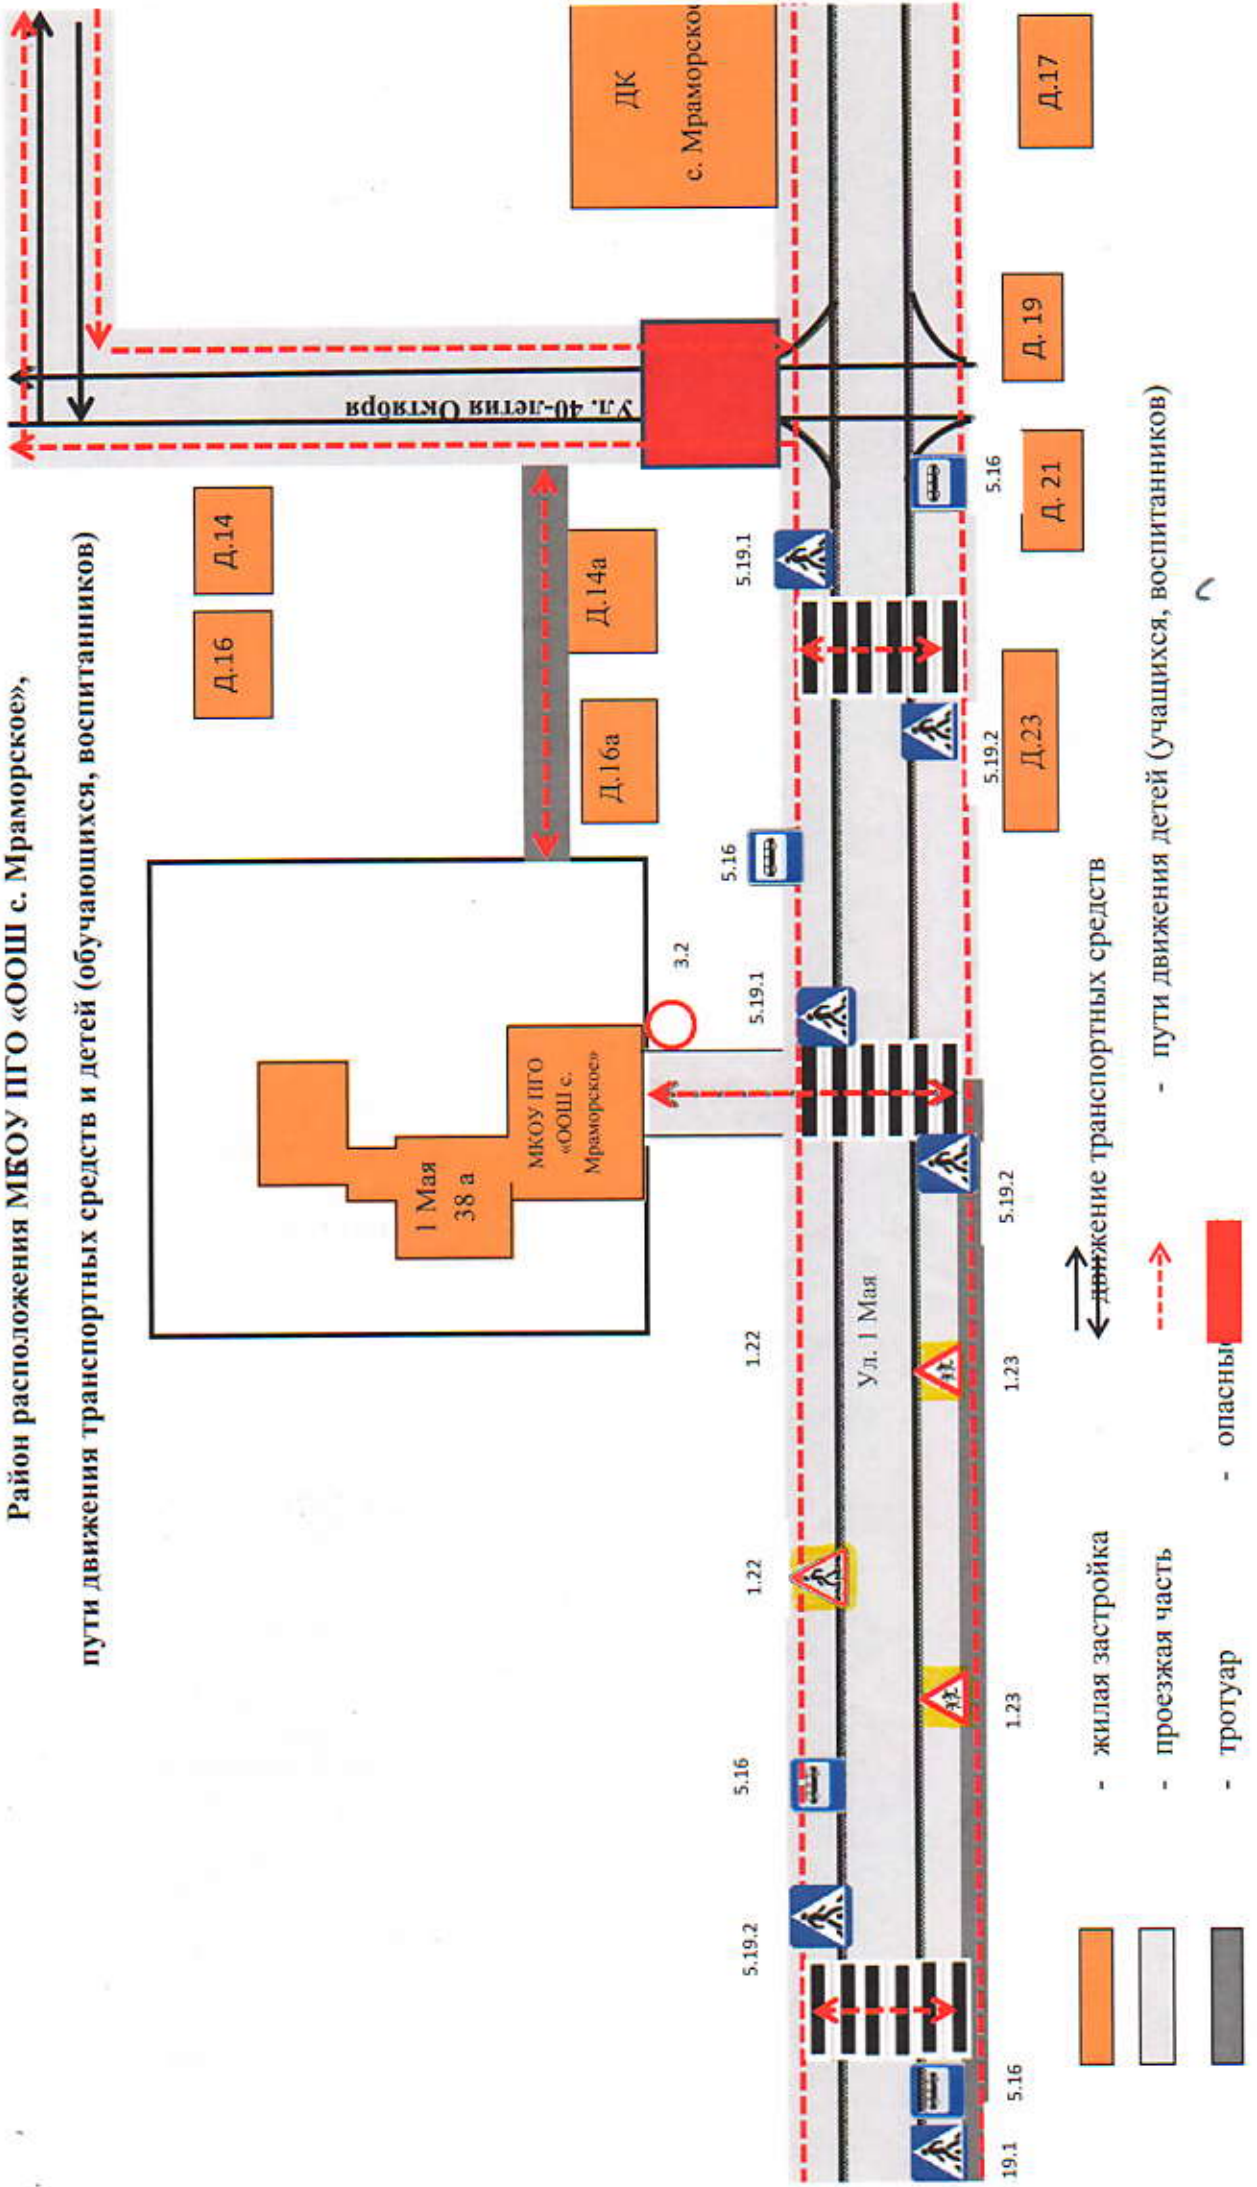 Район расположения МБОУ ПГО «ООШ с. Мраморское»,
пути движения транспортных средств и детей (обучающихся, воспитанников)
Д.16
Д.14
Ул. 40-летия Октября
1 Мая
38 а
МКОУ ПГО
«ООШ с.
Мраморское»
Д.16а
Д.14а
ДК
с. Мраморское
3.2
5.19.2
5.16
1.22
1.22
5.19.1
5.16
5.19.1
Ул. 1 Мая
19.1
5.16
1.23
1.23
5.19.2
5.19.2
5.16
Д.23
Д. 21
Д. 19
Д.17
- жилая застройка
движение транспортных средств
- проезжая часть
- пути движения детей (учащихся, воспитанников)
- тротуар
- опасны